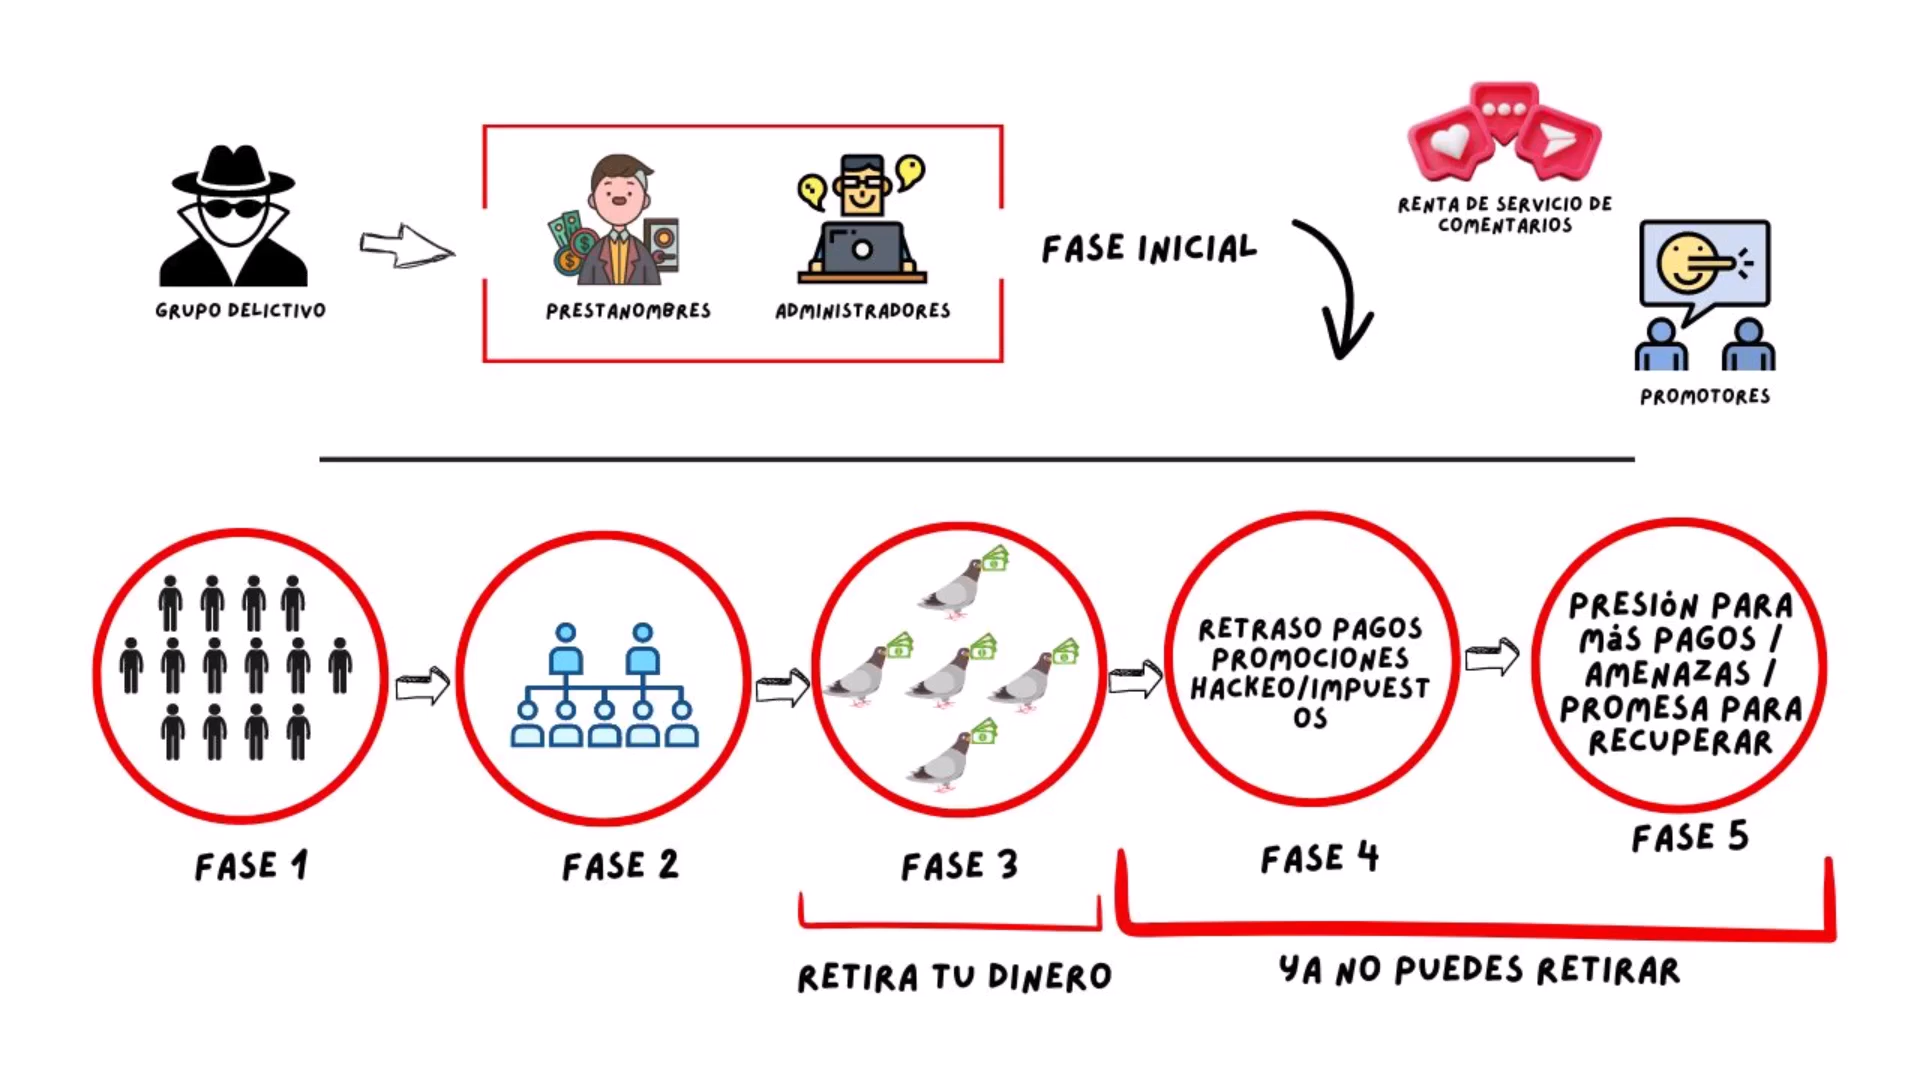 GRUPO DELICTIVO
PRESTANOMBRES
ADMINISTRADORES
FASE INICIAL
RENTA DE SERVICIO DE
COMENTARIOS
PROMOTORES
RETRASO PAGOS
PROMOCIONES
HACKEO/IMPUEST
OS
PRESIÓN PARA
MáS PAGOS /
AMENAZAS /
PROMESA PARA
RECUPERAR
FASE 1
FASE 2
FASE 3
FASE 4
FASE 5
RETIRA TU DINERO
YA NO PUEDES RETIRAR